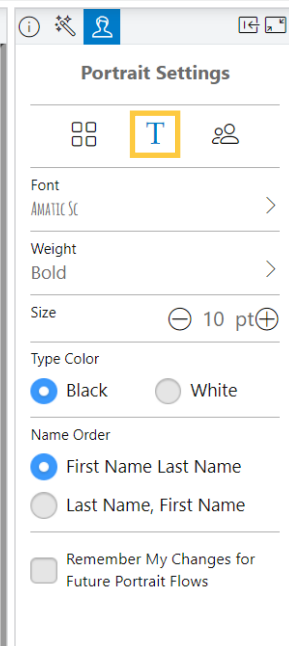 Portrait Settings
T
Font
Amatic Sc
Weight
Bold
Size
10 pt
Type Color
Black
White
Name Order
First Name Last Name
Last Name, First Name
Remember My Changes for
Future Portrait Flows